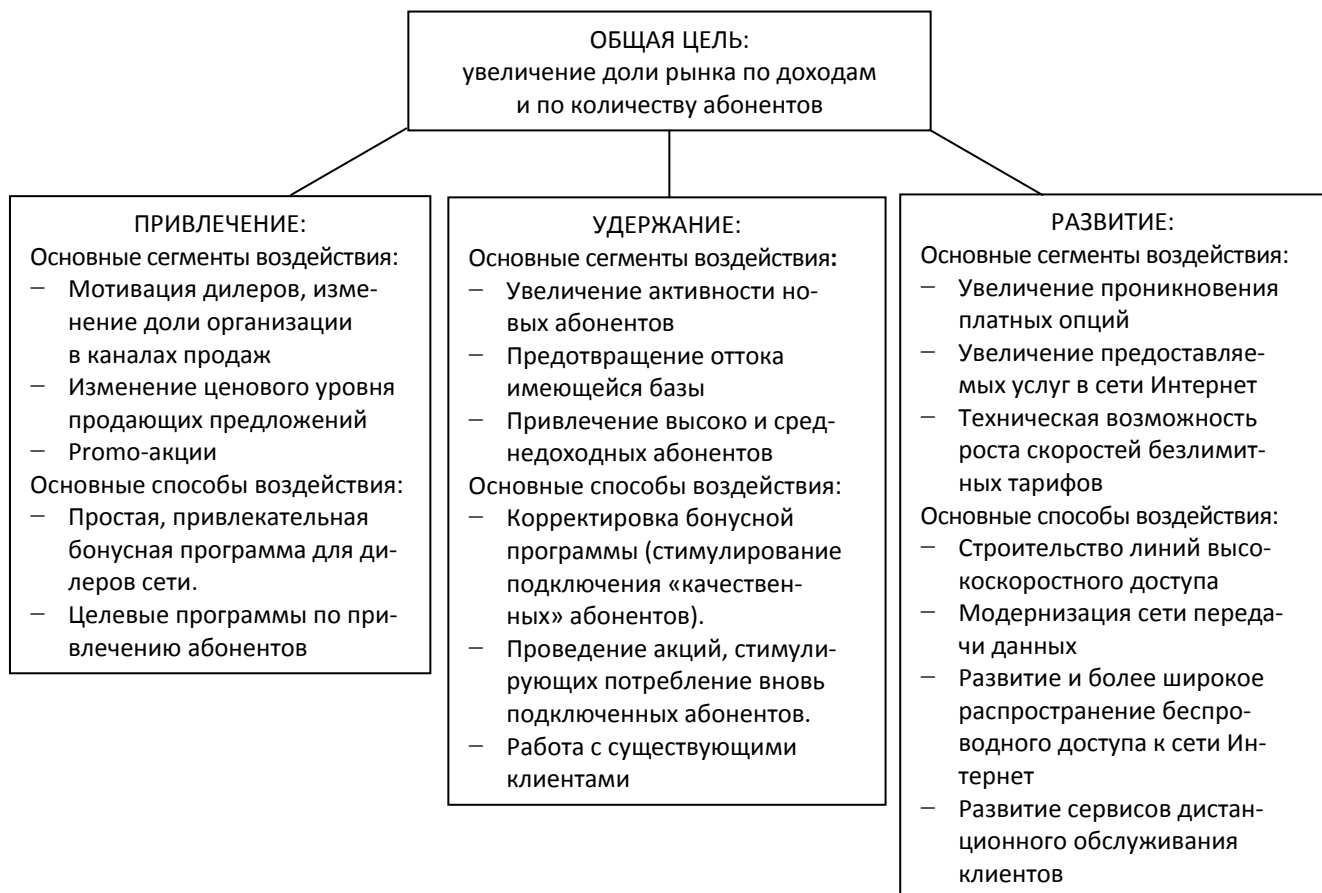 ОБЩАЯ ЦЕЛЬ:
увеличение доли рынка по доходам
и по количеству абонентов
ПРИВЛЕЧЕНИЕ:
Основные сегменты воздействия:
− Мотивация дилеров, изме-
нение доли организации
в каналах продаж
− Изменение ценового уровня
продающих предложений
− Promo-акции
Основные способы воздействия:
− Простая, привлекательная
бонусная программа для ди-
леров сети.
− Целевые программы по при-
влечению абонентов
УДЕРЖАНИЕ:
Основные сегменты воздействия:
− Увеличение активности но-
вых абонентов
− Предотвращение оттока
имеющейся базы
− Привлечение высоко и сред-
недоходных абонентов
Основные способы воздействия:
− Корректировка бонусной
программы (стимулирование
подключения «качествен-
ных» абонентов).
− Проведение акций, стимули-
рующих потребление вновь
подключенных абонентов.
− Работа с существующими
клиентами
РАЗВИТИЕ:
Основные сегменты воздействия:
− Увеличение проникновения
платных опций
− Увеличение предоставляе-
мых услуг в сети Интернет
− Техническая возможность
роста скоростей безлимит-
ных тарифов
Основные способы воздействия:
− Строительство линий высо-
коскоростного доступа
− Модернизация сети переда-
чи данных
− Развитие и более широкое
распространение беспро-
водного доступа к сети Ин-
тернет
− Развитие сервисов дистан-
ционного обслуживания
клиентов